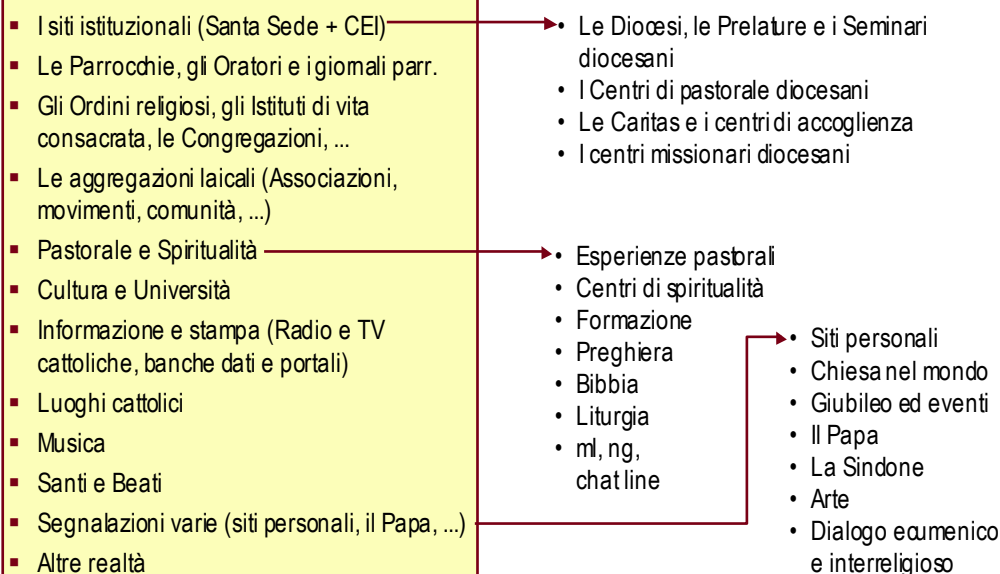 ▪ I siti istituzionali (Santa Sede + CEI)
▪ Le Parrocchie, gli Oratori e i giornali parr.
▪ Gli Ordini religiosi, gli Istituti di vita
consacrata, le Congregazioni, ...
▪ Le aggregazioni laicali (Associazioni,
movimenti, comunità, ...)
▪ Pastorale e Spiritualità
▪ Cultura e Università
▪ Informazione e stampa (Radio e TV
cattoliche, banche dati e portali)
▪ Luoghi cattolici
▪ Musica
▪ Santi e Beati
▪ Segnalazioni varie (siti personali, il Papa, ...)
▪ Altre realtà
• Le Diocesi, le Prelature e i Seminari
diocesani
• I Centri di pastorale diocesani
• Le Caritas e i centri di accoglienza
• I centri missionari diocesani
• Esperienze pastorali
• Centri di spiritualità
• Formazione
• Preghiera
• Bibbia
• Liturgia
• ml, ng,
chat line
• Siti personali
• Chiesa nel mondo
• Giubileo ed eventi
• Il Papa
• La Sindone
• Arte
• Dialogo ecumenico
e interreligioso